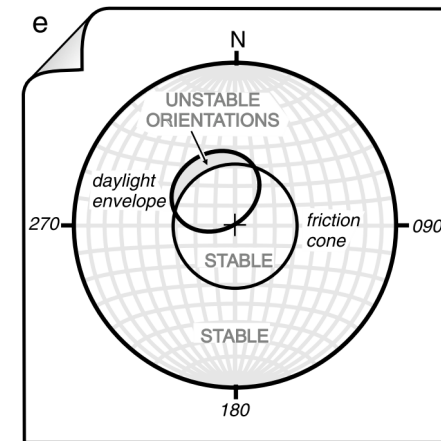 e
N
UNSTABLE
ORIENTATIONS
daylight
envelope
270
090
friction
cone
STABLE
STABLE
180